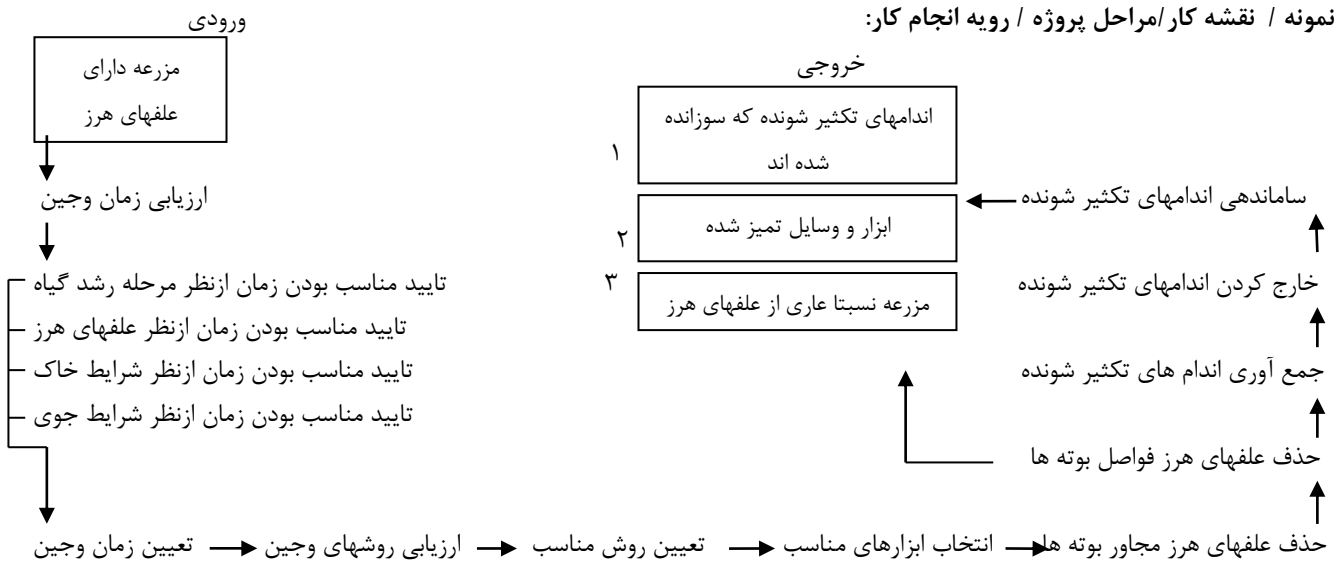 نمونه / نقشه کار/مراحل پروژه / رویه انجام کار:
ورودی
مزرعه دارای
علفهای هرز
ارزیابی زمان وجین
تایید مناسب بودن زمان ازنظر مرحله رشد گیاه
تایید مناسب بودن زمان ازنظر علفهای هرز
تایید مناسب بودن زمان ازنظر شرایط خاک
تایید مناسب بودن زمان ازنظر شرایط جوی
تعیین زمان وجین
ارزیابی روشهای وجین
تعیین روش مناسب
انتخاب ابزارهای مناسب
حذف علفهای هرز مجاور بوته ها
حذف علفهای هرز فواصل بوته ها
جمع آوری اندام های تکثیر شونده
خارج کردن اندامهای تکثیر شونده
ساماندهی اندامهای تکثیر شونده
خروجی
۱
اندامهای تکثیر شونده که سوزانده
شده اند
۲
ابزار و وسایل تمیز شده
۳
مزرعه نسبتا عاری از علفهای هرز